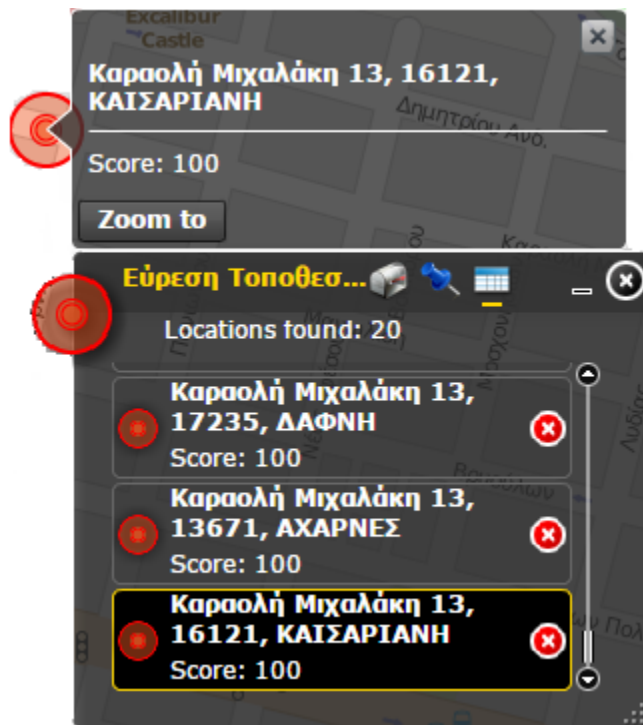 Excalibur
Castle
Καραολή Μιχαλάκη 13, 16121,
ΚΑΙΣΑΡΙΑΝΗ
Δημητρίου Ανο.
Score: 100
Zoom to
Εύρεση Τοποθεσ...
Locations found: 20
Καραολή Μιχαλάκη 13,
17235, ΔΑΦΝΗ
Score: 100
Καραολή Μιχαλάκη 13,
13671, ΑΧΑΡΝΕΣ
Score: 100
Βρυούλων
Καραολή Μιχαλάκη 13,
16121, ΚΑΙΣΑΡΙΑΝΗ
Score: 100